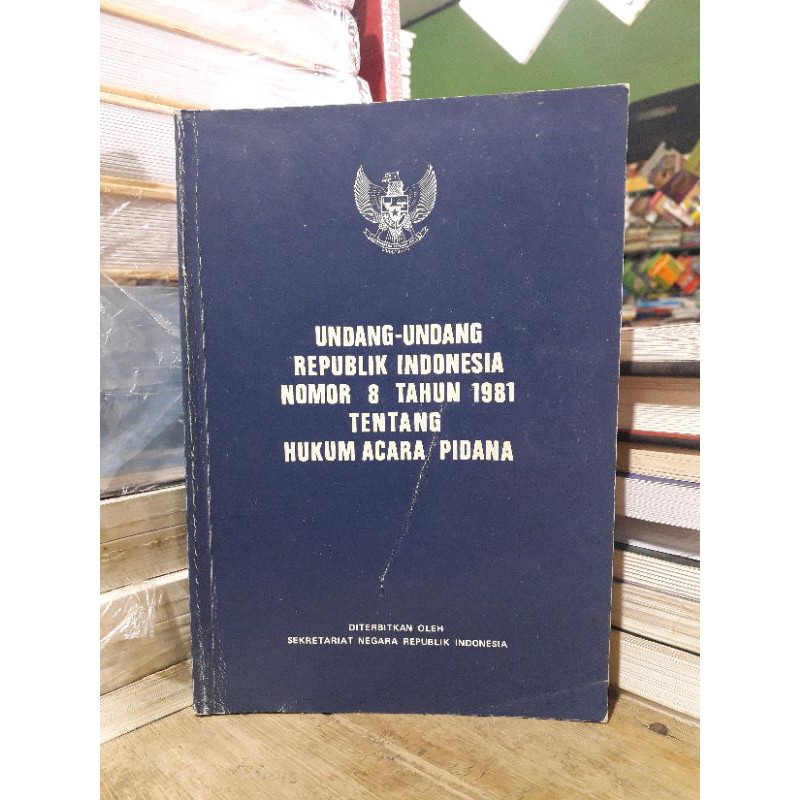 UNDANG-UNDANG
REPUBLIK INDONESIA
NOMOR 8 TAHUN 1981
TENTANG
HUKUM ACARA PIDANA
DITERBITKAN OLEH
SEKRETARIAT NEGARA REPUBLIK INDONESIA